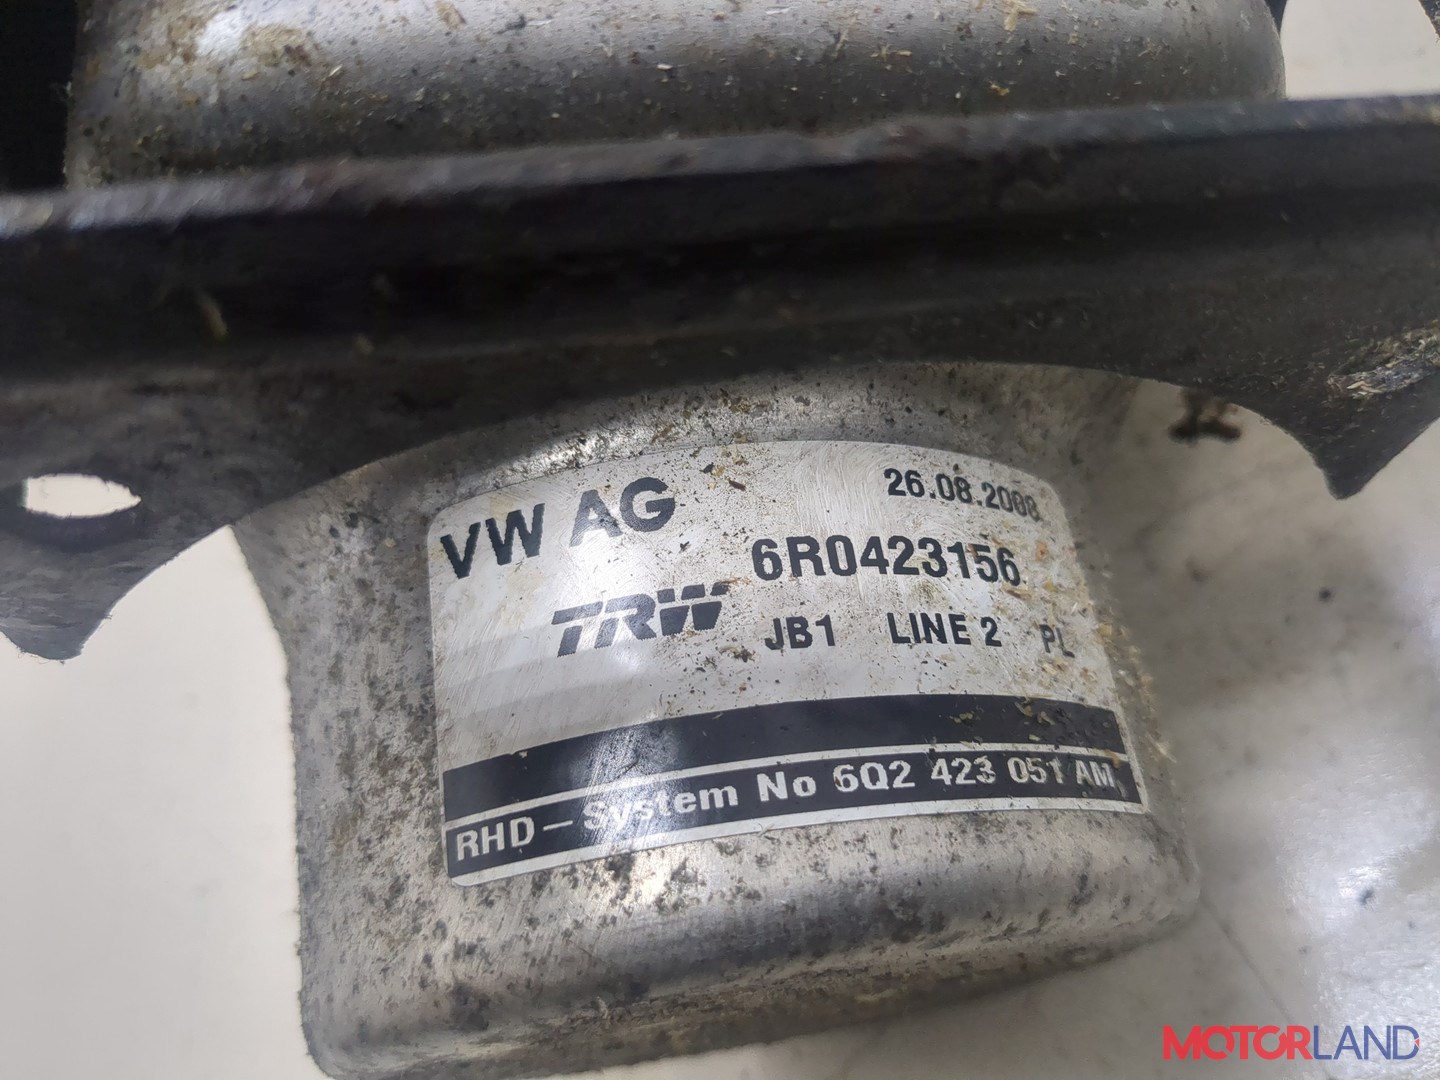 VW AG 26.08.2008
6R0423156
TRW JB1 LINE 2 PL
RHD – System No 6Q2 423 051 AM
MOTORLAND